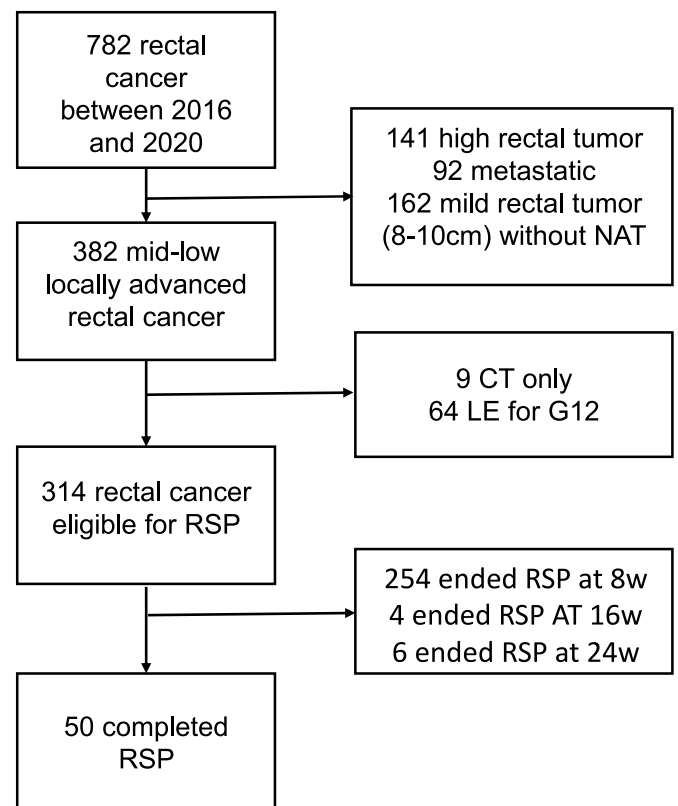 782 rectal
cancer
between 2016
and 2020
141 high rectal tumor
92 metastatic
162 mild rectal tumor
(8-10cm) without NAT
382 mid-low
locally advanced
rectal cancer
9 CT only
64 LE for G12
314 rectal cancer
eligible for RSP
254 ended RSP at 8w
4 ended RSP AT 16w
6 ended RSP at 24w
50 completed
RSP